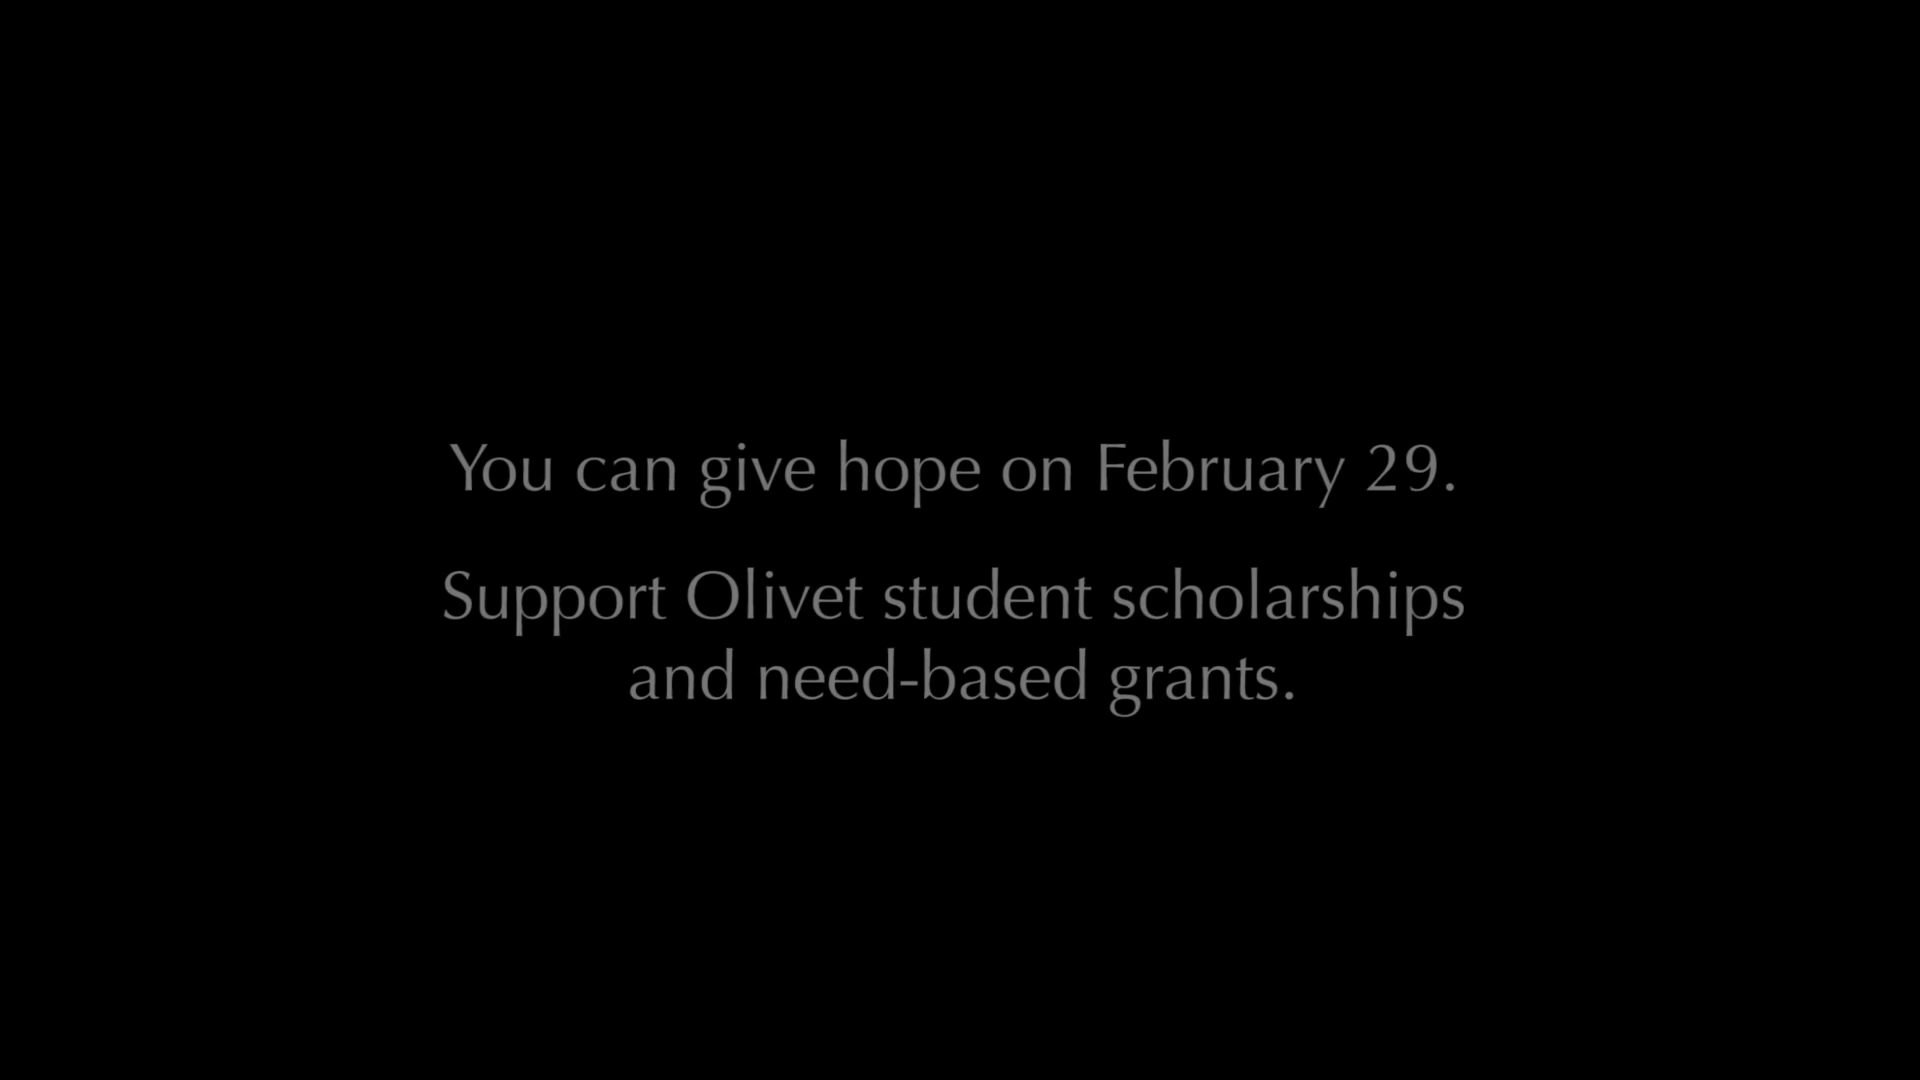 You can give hope on February 29.
Support Olivet student scholarships
and need-based grants.